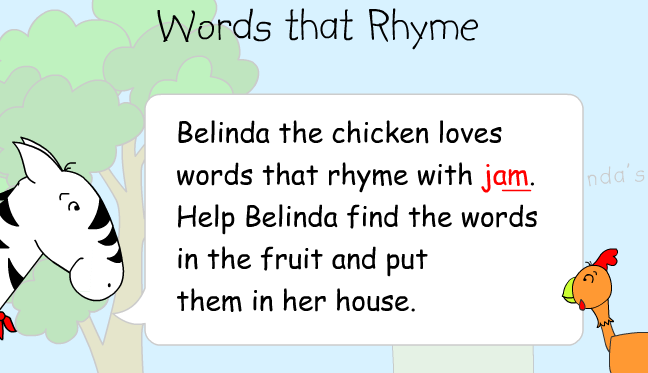 Words that Rhyme
Belinda the chicken loves
words that rhyme with jam.
nda's
Help Belinda find the words
in the fruit and put
them in her house.